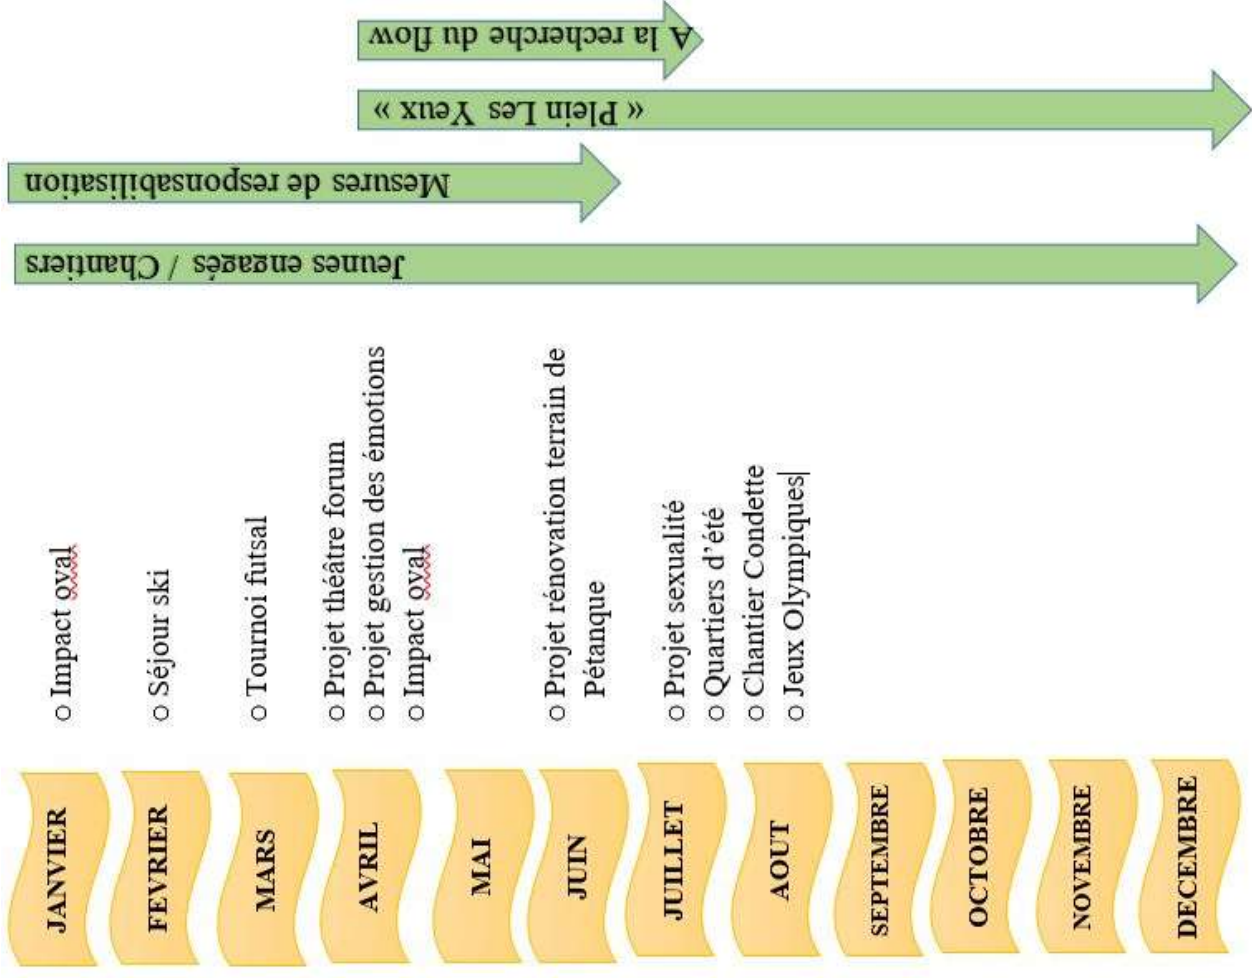 JANVIER
o Impact oval
FEVRIER
o Séjour ski
MARS
o Tournoi futsal
AVRIL
o Projet théâtre forum
o Projet gestion des émotions
o Impact oval
MAI
JUIN
o Projet rénovation terrain de
Pétanque
JUILLET
o Projet sexualité
o Quartiers d’été
o Chantier Condette
o Jeux Olympiques
AOUT
SEPTEMBRE
OCTOBRE
NOVEMBRE
DECEMBRE
Jeunes engagés / Chantiers
Mesures de responsabilisation
« Plein Les Yeux »
A la recherche du flow